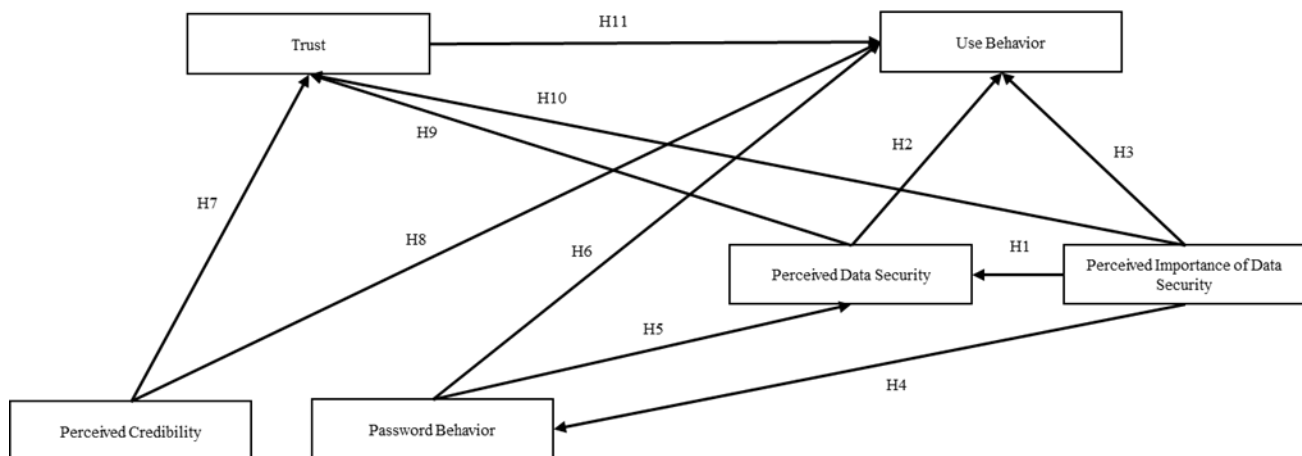 H11
Trust
Use Behavior
H10
H9
H2
H3
H7
H8
H6
H1
Perceived Data Security
Perceived Importance of Data
Security
H5
H4
Perceived Credibility
Password Behavior